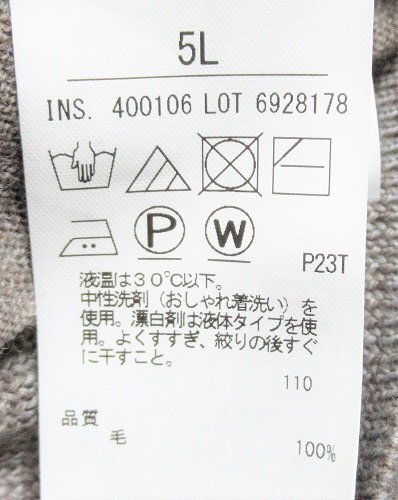 5L
INS. 400106 LOT 6928178
P W
P23T
液温は30℃以下。
中性洗剤(おしゃれ着洗い)を
使用。漂白剤は液体タイプを使
用。よくすすぎ、絞りの後すぐ
に干すこと。
110
品質
毛 100%